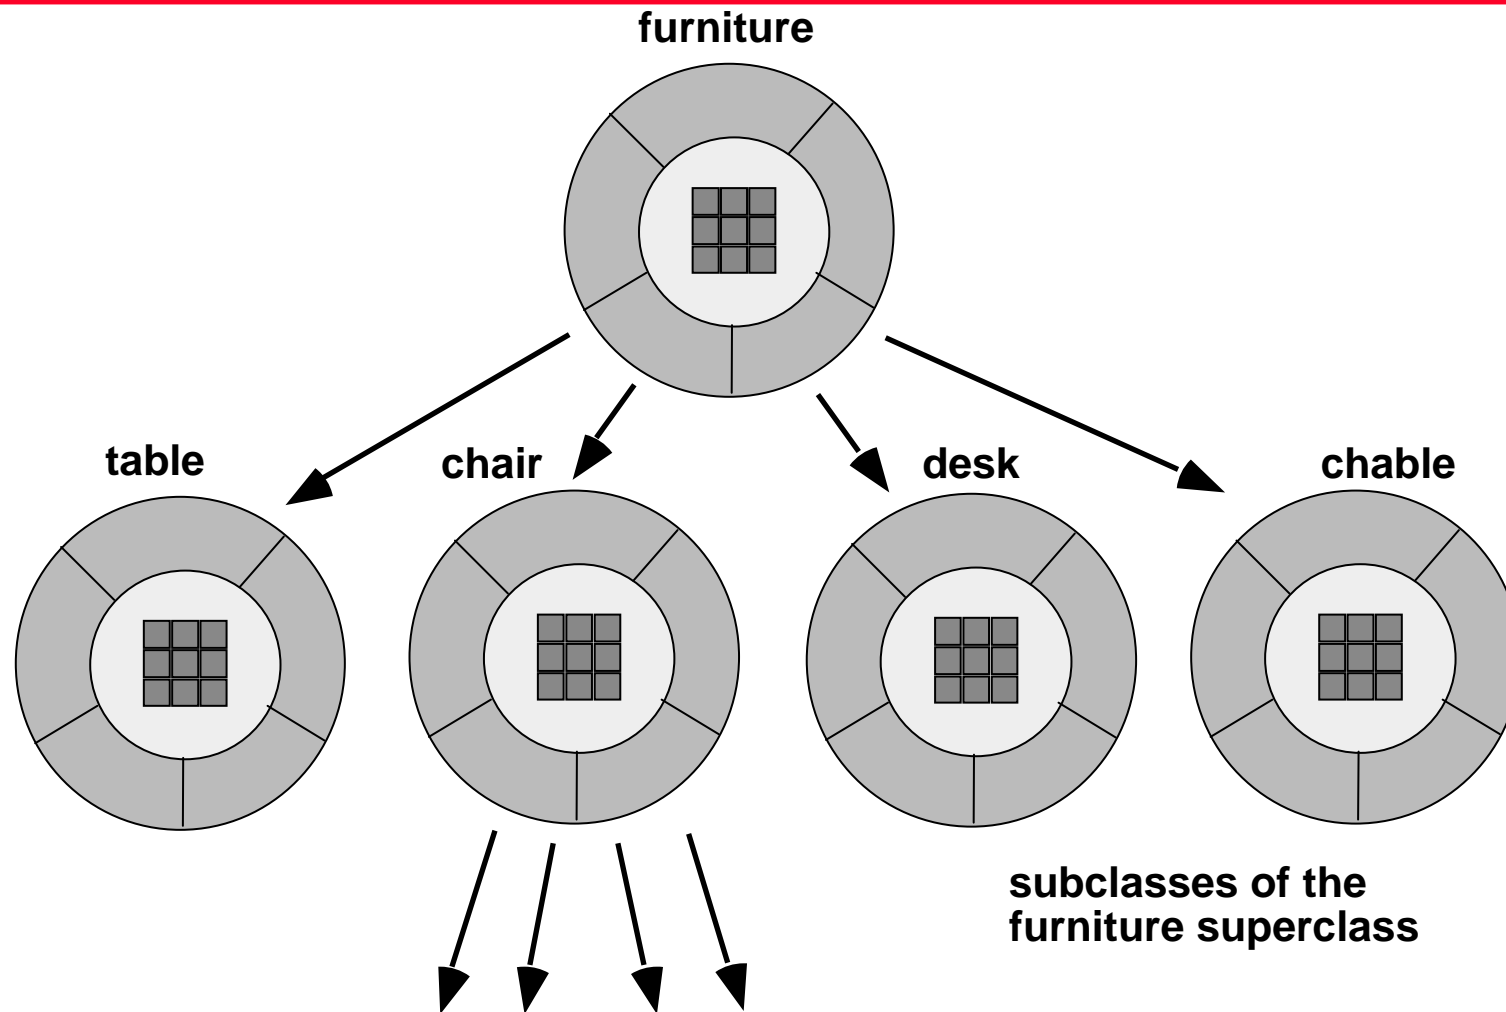 furniture
table
chair
desk
chable
subclasses of the
furniture superclass